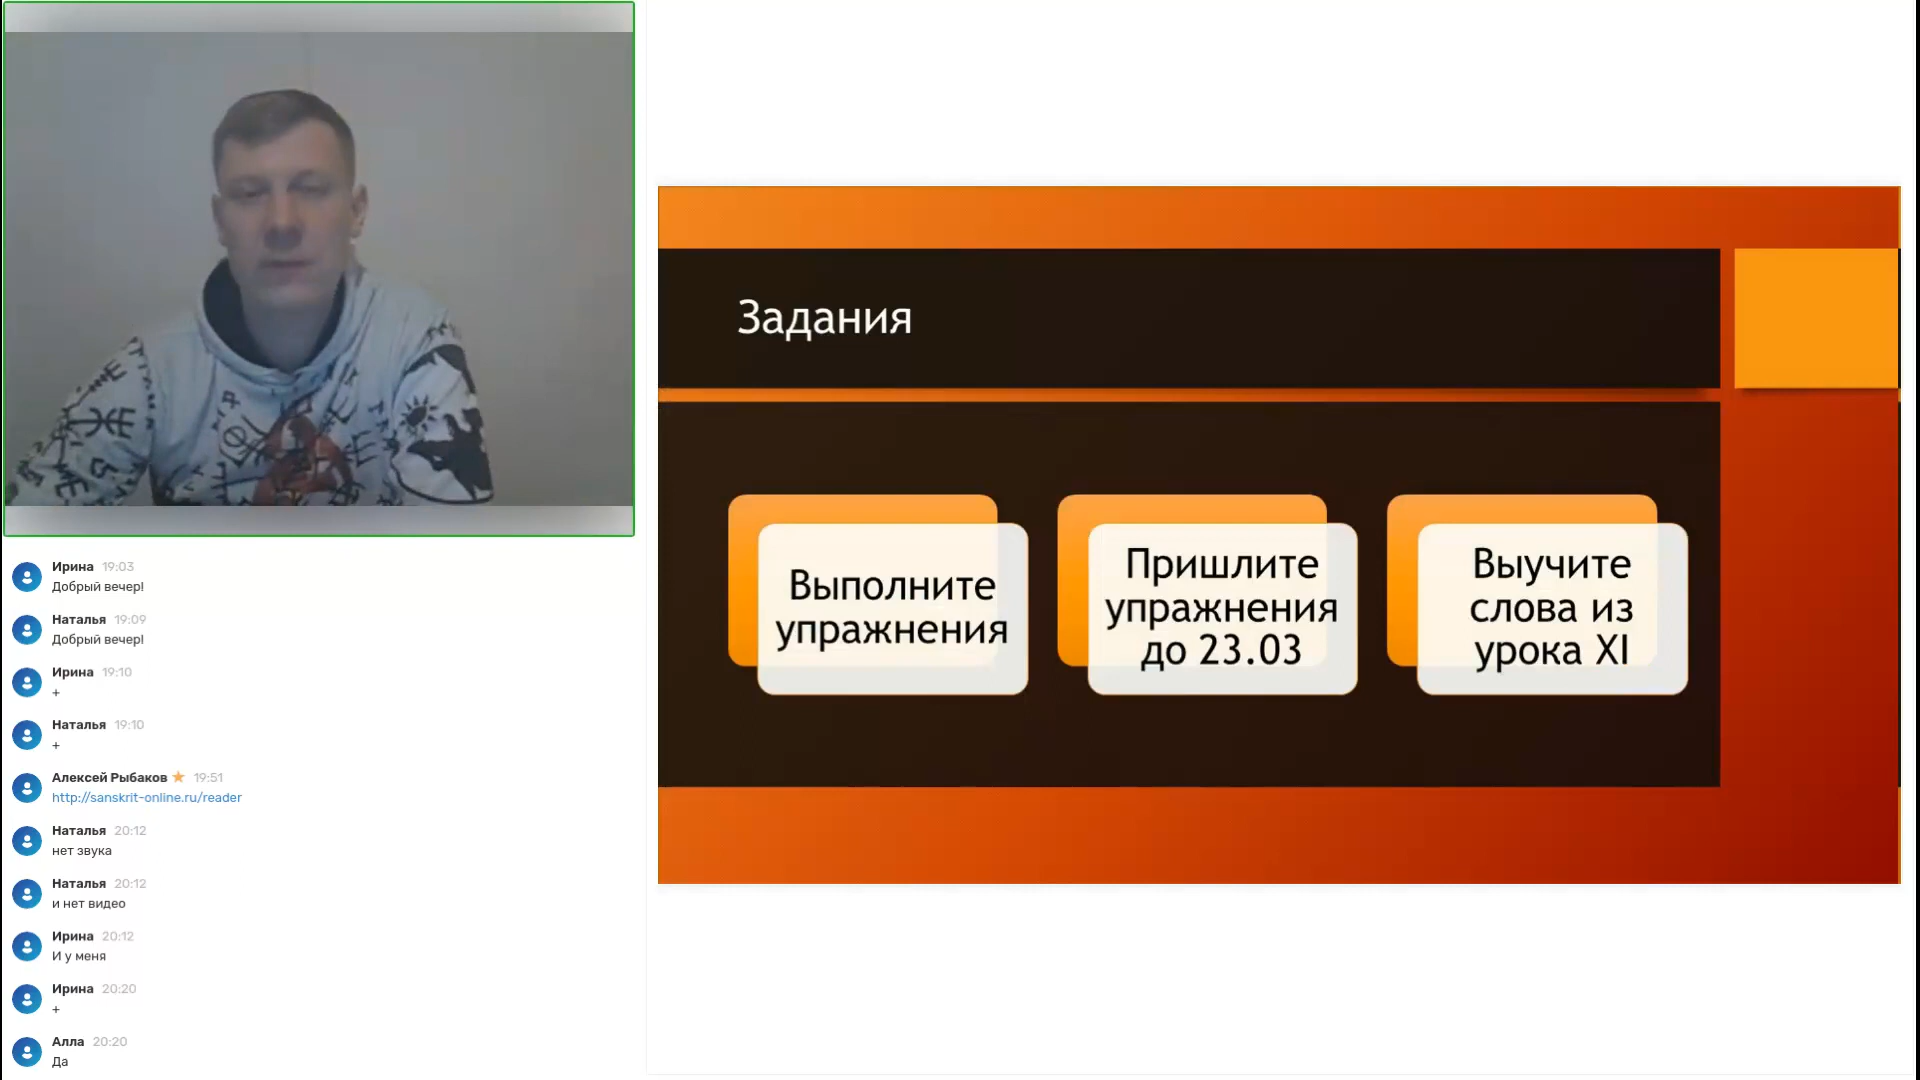 Ирина 19:03
Добрый вечер!
Наталья 19:09
Добрый вечер!
Ирина 19:10
+
Наталья 19:10
+
Алексей Рыбаков 19:51
http://sanskrit-online.ru/reader
Наталья 20:12
нет звука
Наталья 20:12
и нет видео
Ирина 20:12
И у меня
Ирина 20:20
+
Алла 20:20
Да
Задания
Выполните
упражнения
Пришлите
упражнения
до 23.03
Выучите
слова из
урока XI